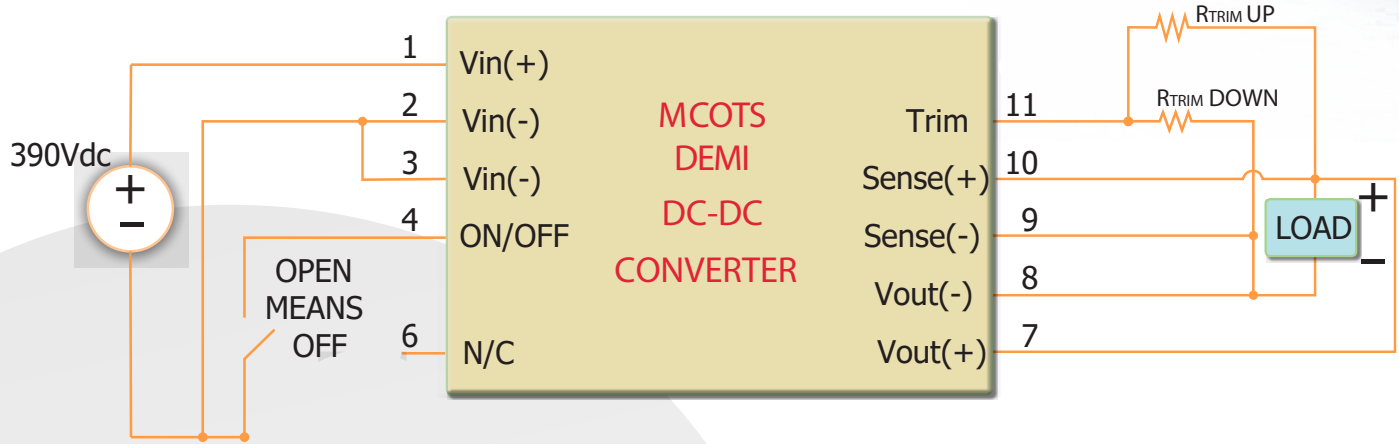 390Vdc
+
−
1
Vin(+)
2
Vin(-)
3
Vin(-)
4
ON/OFF
6
N/C
OPEN
MEANS
OFF
MCOTS
DEMI
DC-DC
CONVERTER
Trim
11
Sense(+)
10
Sense(-)
9
Vout(-)
8
Vout(+)
7
RTRIM UP
RTRIM DOWN
LOAD
+
−